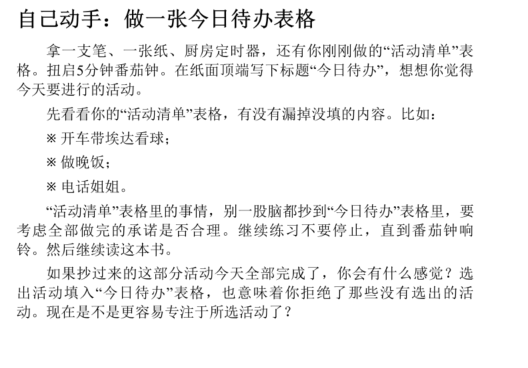 自己动手：做一张今日待办表格
拿一支笔、一张纸、厨房定时器，还有你刚刚做的“活动清单”表
格。扭启5分钟番茄钟。在纸面顶端写下标题“今日待办”，想想你觉得
今天要进行的活动。
先看看你的“活动清单”表格，有没有漏掉没填的内容。比如：
※ 开车带埃达看球；
※ 做晚饭；
※ 电话姐姐。
“活动清单”表格里的事情，别一股脑都抄到“今日待办”表格里，要
考虑全部做完的承诺是否合理。继续练习不要停止，直到番茄钟响
铃。然后继续读这本书。
如果抄过来的这部分活动今天全部完成了，你会有什么感觉？选
出活动填入“今日待办”表格，也意味着你拒绝了那些没有选出的活
动。现在是不是更容易专注于所选活动了？